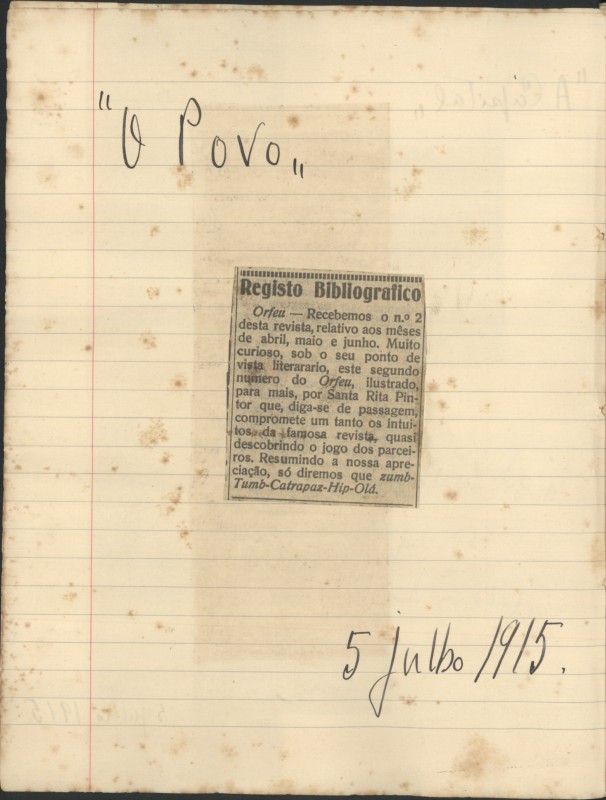 "O Povo„
Registo Bibliografico
Orfeu — Recebemos o n.º 2
desta revista, relativo aos mêses
de abril, maio e junho. Muito
curioso, sob o seu ponto de
vista literarario, este segundo
numero do Orfeu, ilustrado,
para mais, por Santa Rita Pin-
tor que, diga-se de passagem,
compromete um tanto os intui-
tos da famosa revista, quasi
descobrindo o jogo dos parcei-
ros. Resumindo a nossa apre-
ciação, só diremos que zumb-
Tumb-Catrapaz-Hip-Olá.
5 julho 1915.